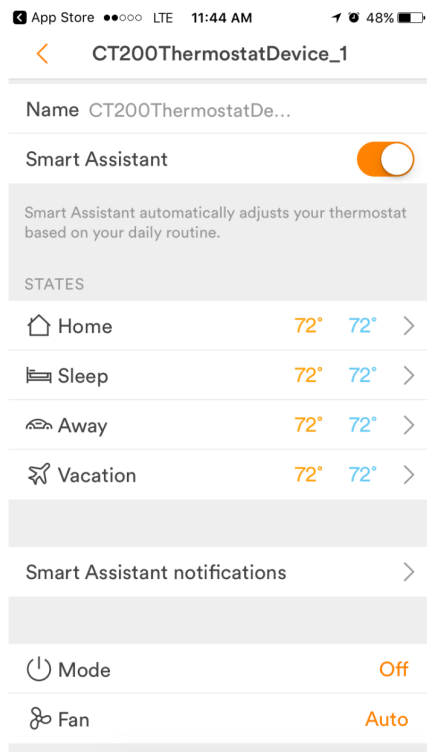 App Store LTE 11:44 AM 48%
CT200ThermostatDevice_1
Name CT200ThermostatDe...
Smart Assistant
Smart Assistant automatically adjusts your thermostat
based on your daily routine.
STATES
Home 72° 72°
Sleep 72° 72°
Away 72° 72°
Vacation 72° 72°
Smart Assistant notifications
Mode Off
Fan Auto